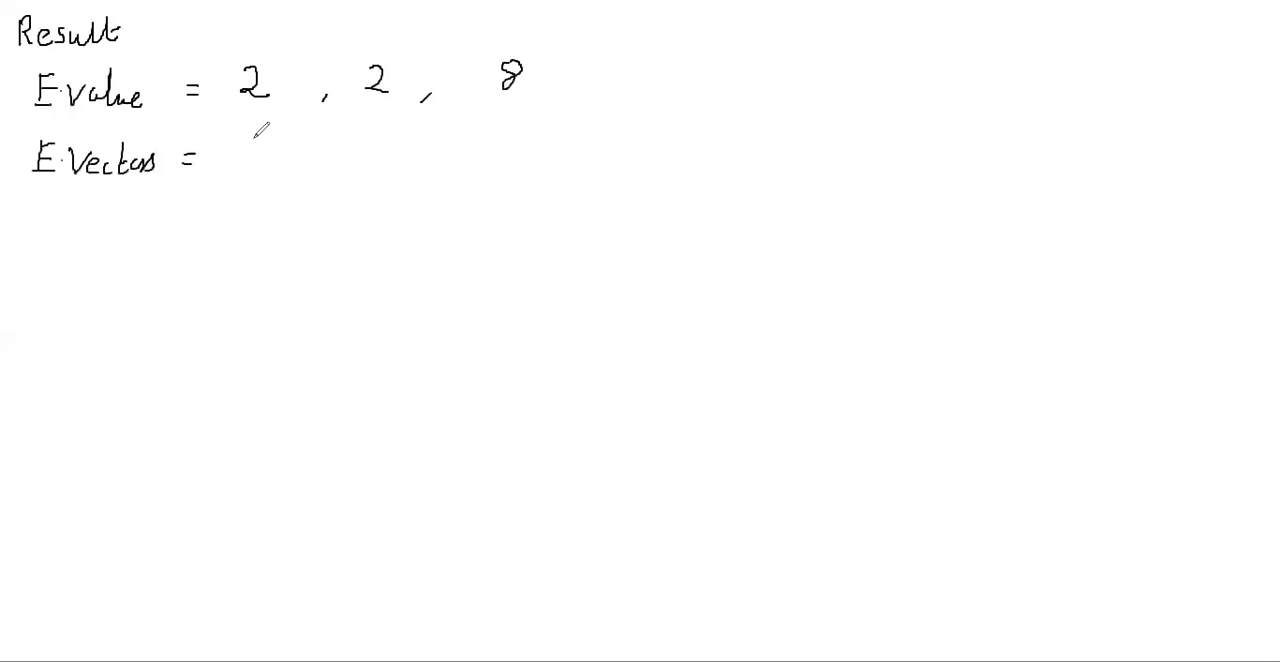 Result
E.value = 2 , 2 , 8
E.Vectors =